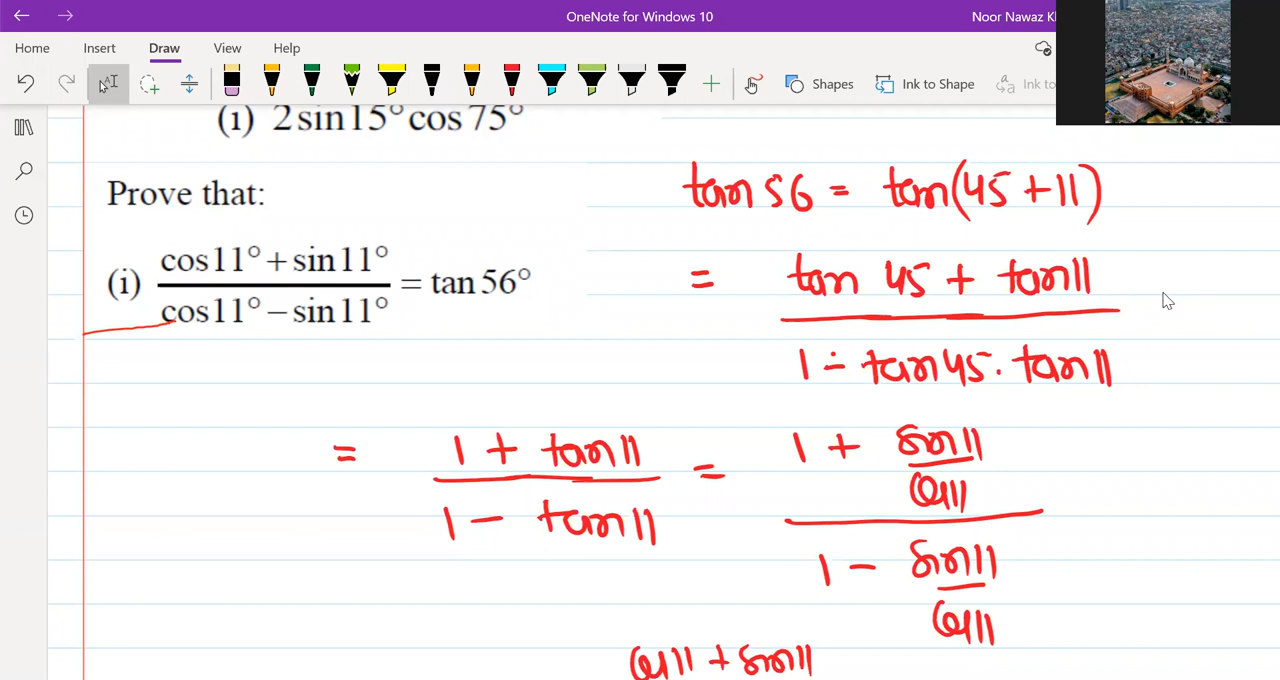 OneNote for Windows 10
Noor Nawaz Kh
Home Insert Draw View Help
Shapes Ink to Shape Ink to
(i) 2 sin 15° cos 75°
Prove that:
(i) cos 11° + sin 11° / cos 11° − sin 11° = tan 56°
tan 56 = tan(45 + 11)
= tan 45 + tan 11 / 1 − tan 45 . tan 11
= 1 + tan 11 / 1 − tan 11 = 1 + sin 11 / cos 11 / 1 − sin 11 / cos 11
cos 11 + sin 11